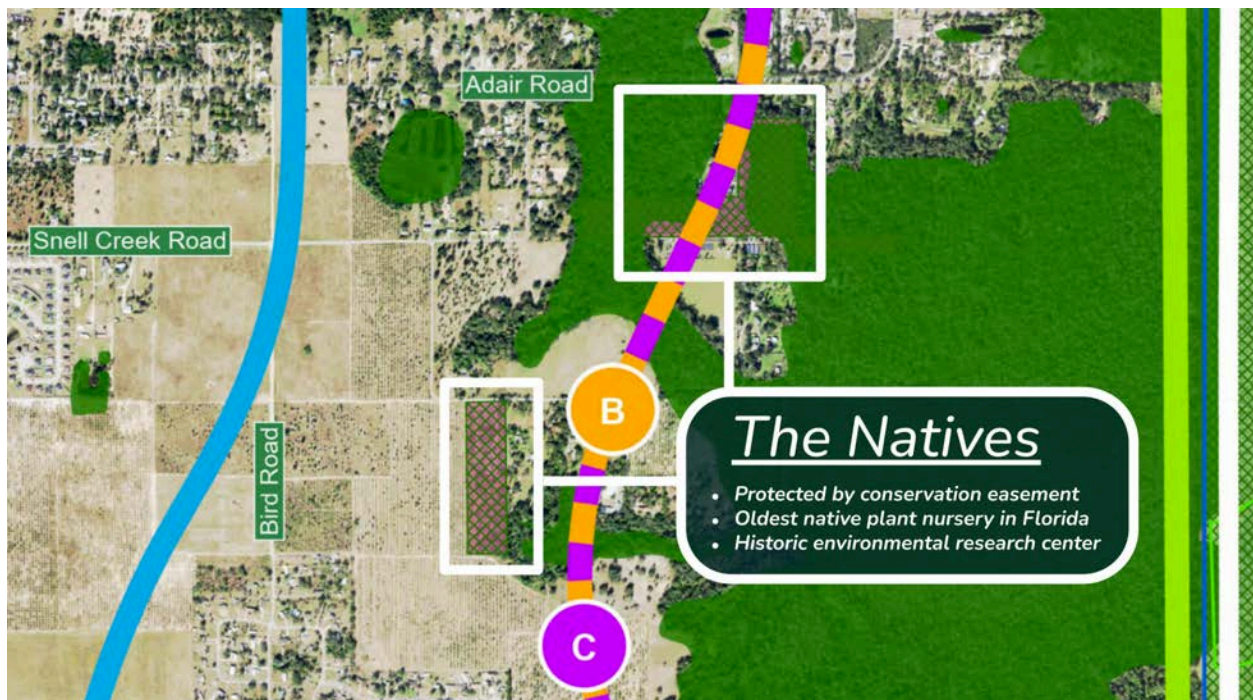 Adair Road
Snell Creek Road
B
The Natives
Bird Road
• Protected by conservation easement
• Oldest native plant nursery in Florida
• Historic environmental research center
C